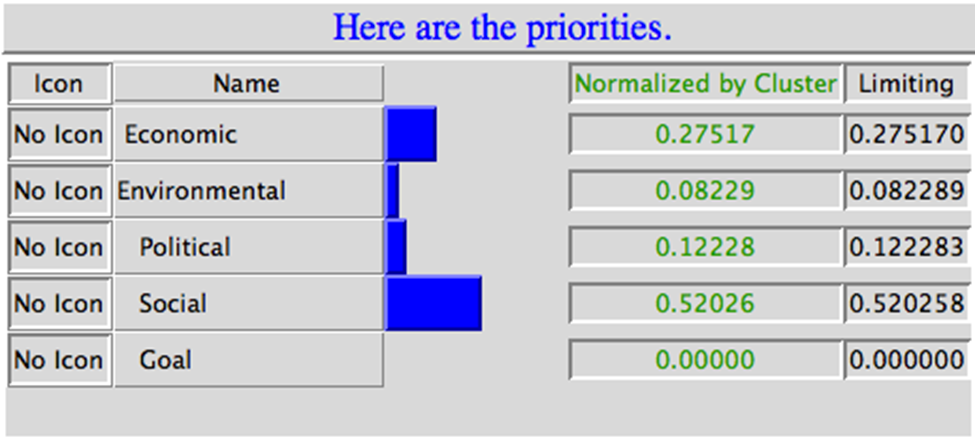 Here are the priorities.
Icon Name Normalized by Cluster Limiting
No Icon Economic 0.27517 0.275170
No Icon Environmental 0.08229 0.082289
No Icon Political 0.12228 0.122283
No Icon Social 0.52026 0.520258
No Icon Goal 0.00000 0.000000